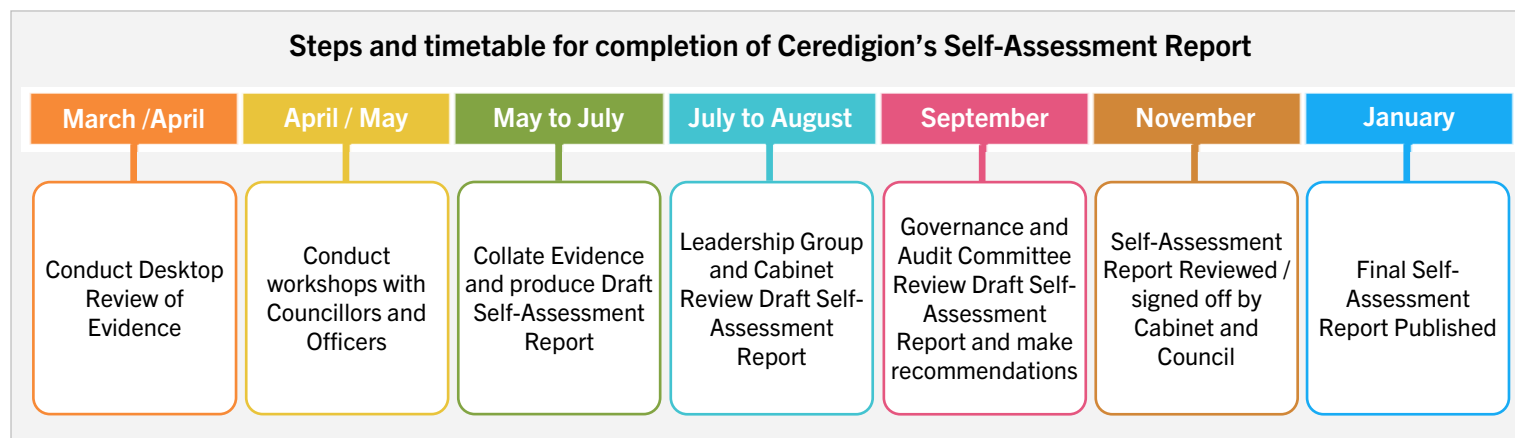 Steps and timetable for completion of Ceredigion's Self-Assessment Report
March /April
Conduct Desktop
Review of
Evidence
April / May
Conduct
workshops with
Councillors and
Officers
May to July
Collate Evidence
and produce Draft
Self-Assessment
Report
July to August
Leadership Group
and Cabinet
Review Draft Self-
Assessment
Report
September
Governance and
Audit Committee
Review Draft Self-
Assessment
Report and make
recommendations
November
Self-Assessment
Report Reviewed /
signed off by
Cabinet and
Council
January
Final Self-
Assessment
Report Published